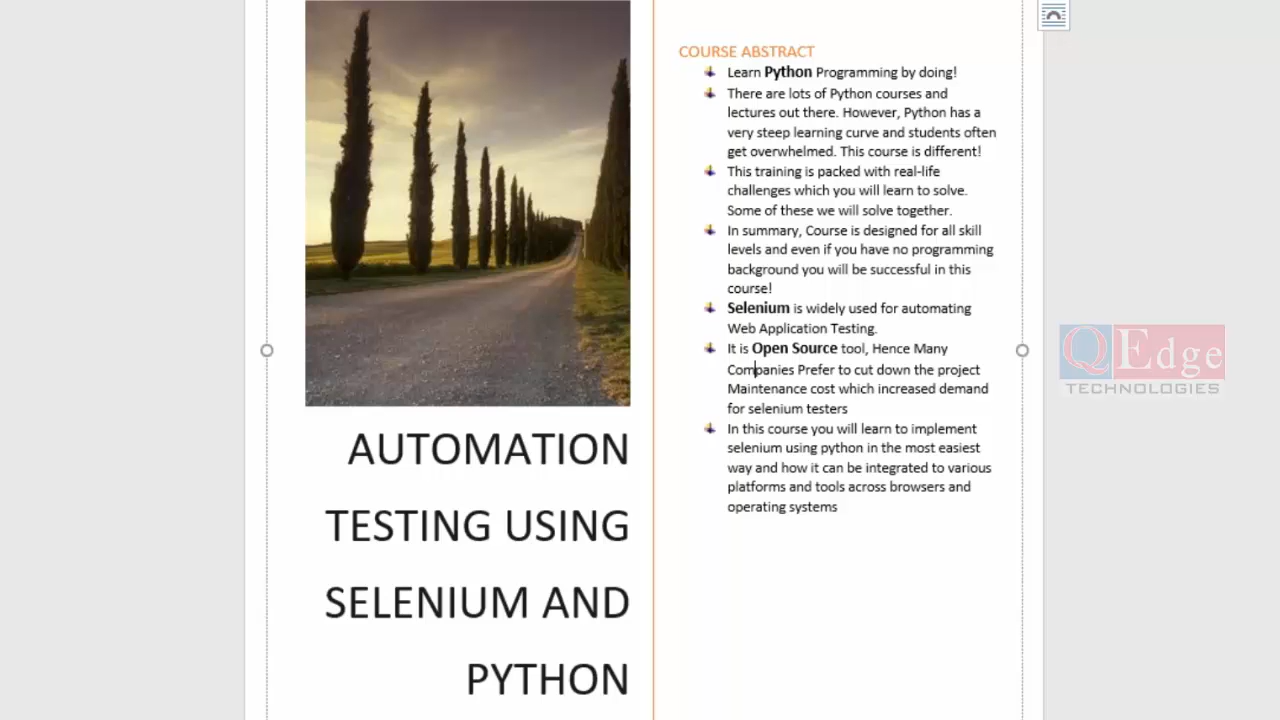 COURSE ABSTRACT
Learn Python Programming by doing!
There are lots of Python courses and
lectures out there. However, Python has a
very steep learning curve and students often
get overwhelmed. This course is different!
This training is packed with real-life
challenges which you will learn to solve.
Some of these we will solve together.
In summary, Course is designed for all skill
levels and even if you have no programming
background you will be successful in this
course!
Selenium is widely used for automating
Web Application Testing.
It is Open Source tool, Hence Many
Companies Prefer to cut down the project
Maintenance cost which increased demand
for selenium testers
In this course you will learn to implement
selenium using python in the most easiest
way and how it can be integrated to various
platforms and tools across browsers and
operating systems
AUTOMATION
TESTING USING
SELENIUM AND
PYTHON
QEdge
TECHNOLOGIES